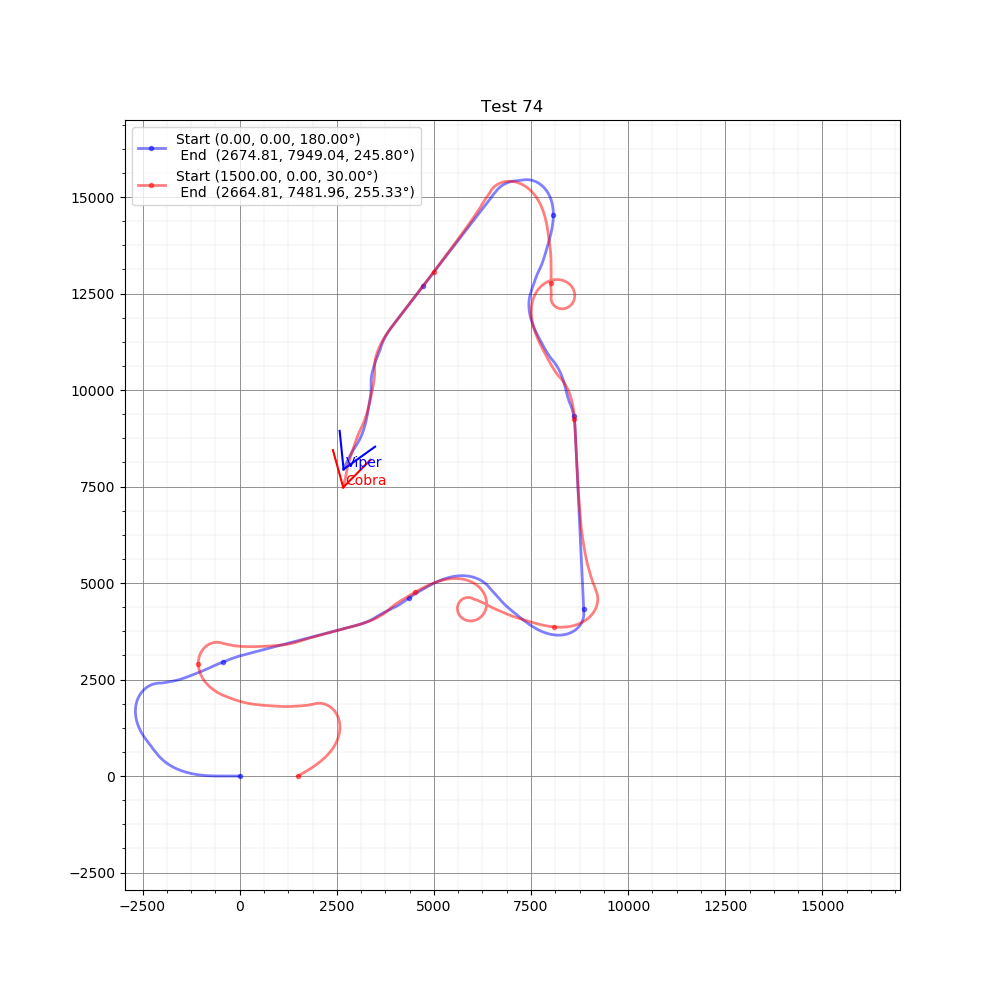 Test 74
Start (0.00, 0.00, 180.00°)
End (2674.81, 7949.04, 245.80°)
Start (1500.00, 0.00, 30.00°)
End (2664.81, 7481.96, 255.33°)
15000
12500
10000
7500
5000
2500
0
−2500
Viper
Cobra
−2500 0 2500 5000 7500 10000 12500 15000